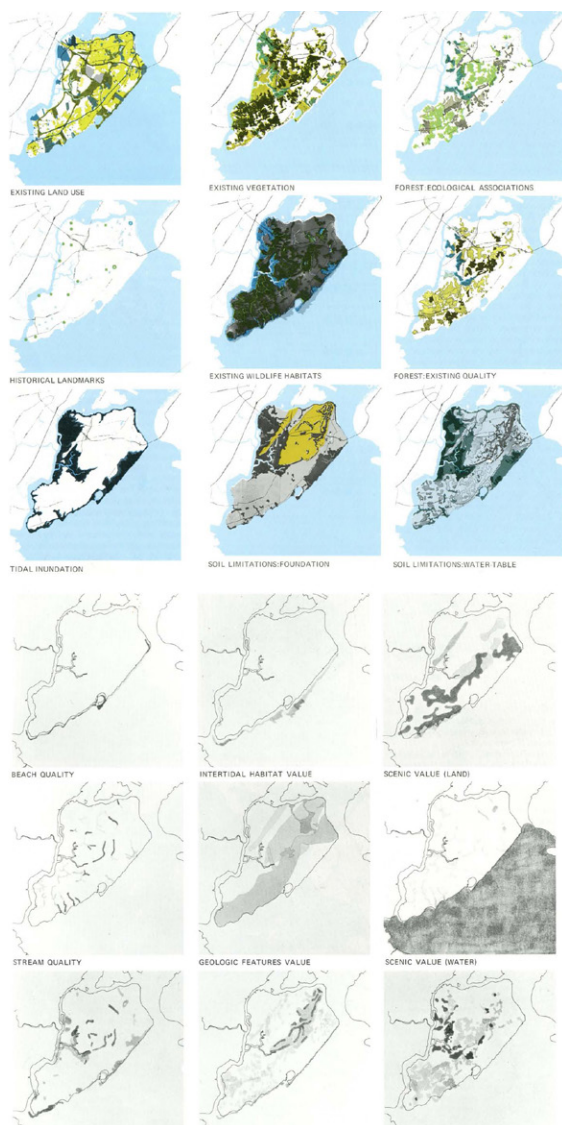 EXISTING LAND USE
EXISTING VEGETATION
FOREST: ECOLOGICAL ASSOCIATIONS
HISTORICAL LANDMARKS
EXISTING WILDLIFE HABITATS
FOREST: EXISTING QUALITY
TIDAL INUNDATION
SOIL LIMITATIONS: FOUNDATION
SOIL LIMITATIONS: WATER-TABLE
BEACH QUALITY
INTERTIDAL HABITAT VALUE
SCENIC VALUE (LAND)
STREAM QUALITY
GEOLOGIC FEATURES VALUE
SCENIC VALUE (WATER)